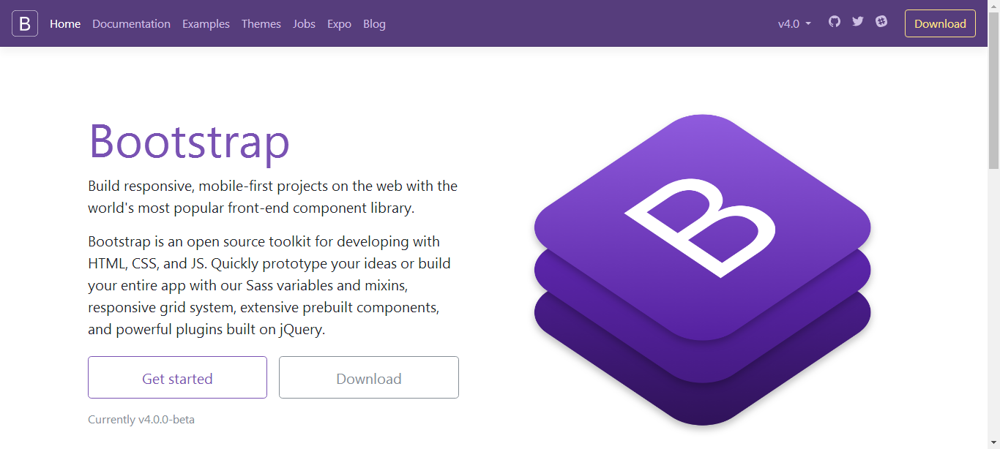 B Home Documentation Examples Themes Jobs Expo Blog v4.0 Download
Bootstrap
Build responsive, mobile-first projects on the web with the
world's most popular front-end component library.
Bootstrap is an open source toolkit for developing with
HTML, CSS, and JS. Quickly prototype your ideas or build
your entire app with our Sass variables and mixins,
responsive grid system, extensive prebuilt components,
and powerful plugins built on jQuery.
Get started Download
Currently v4.0.0-beta
B